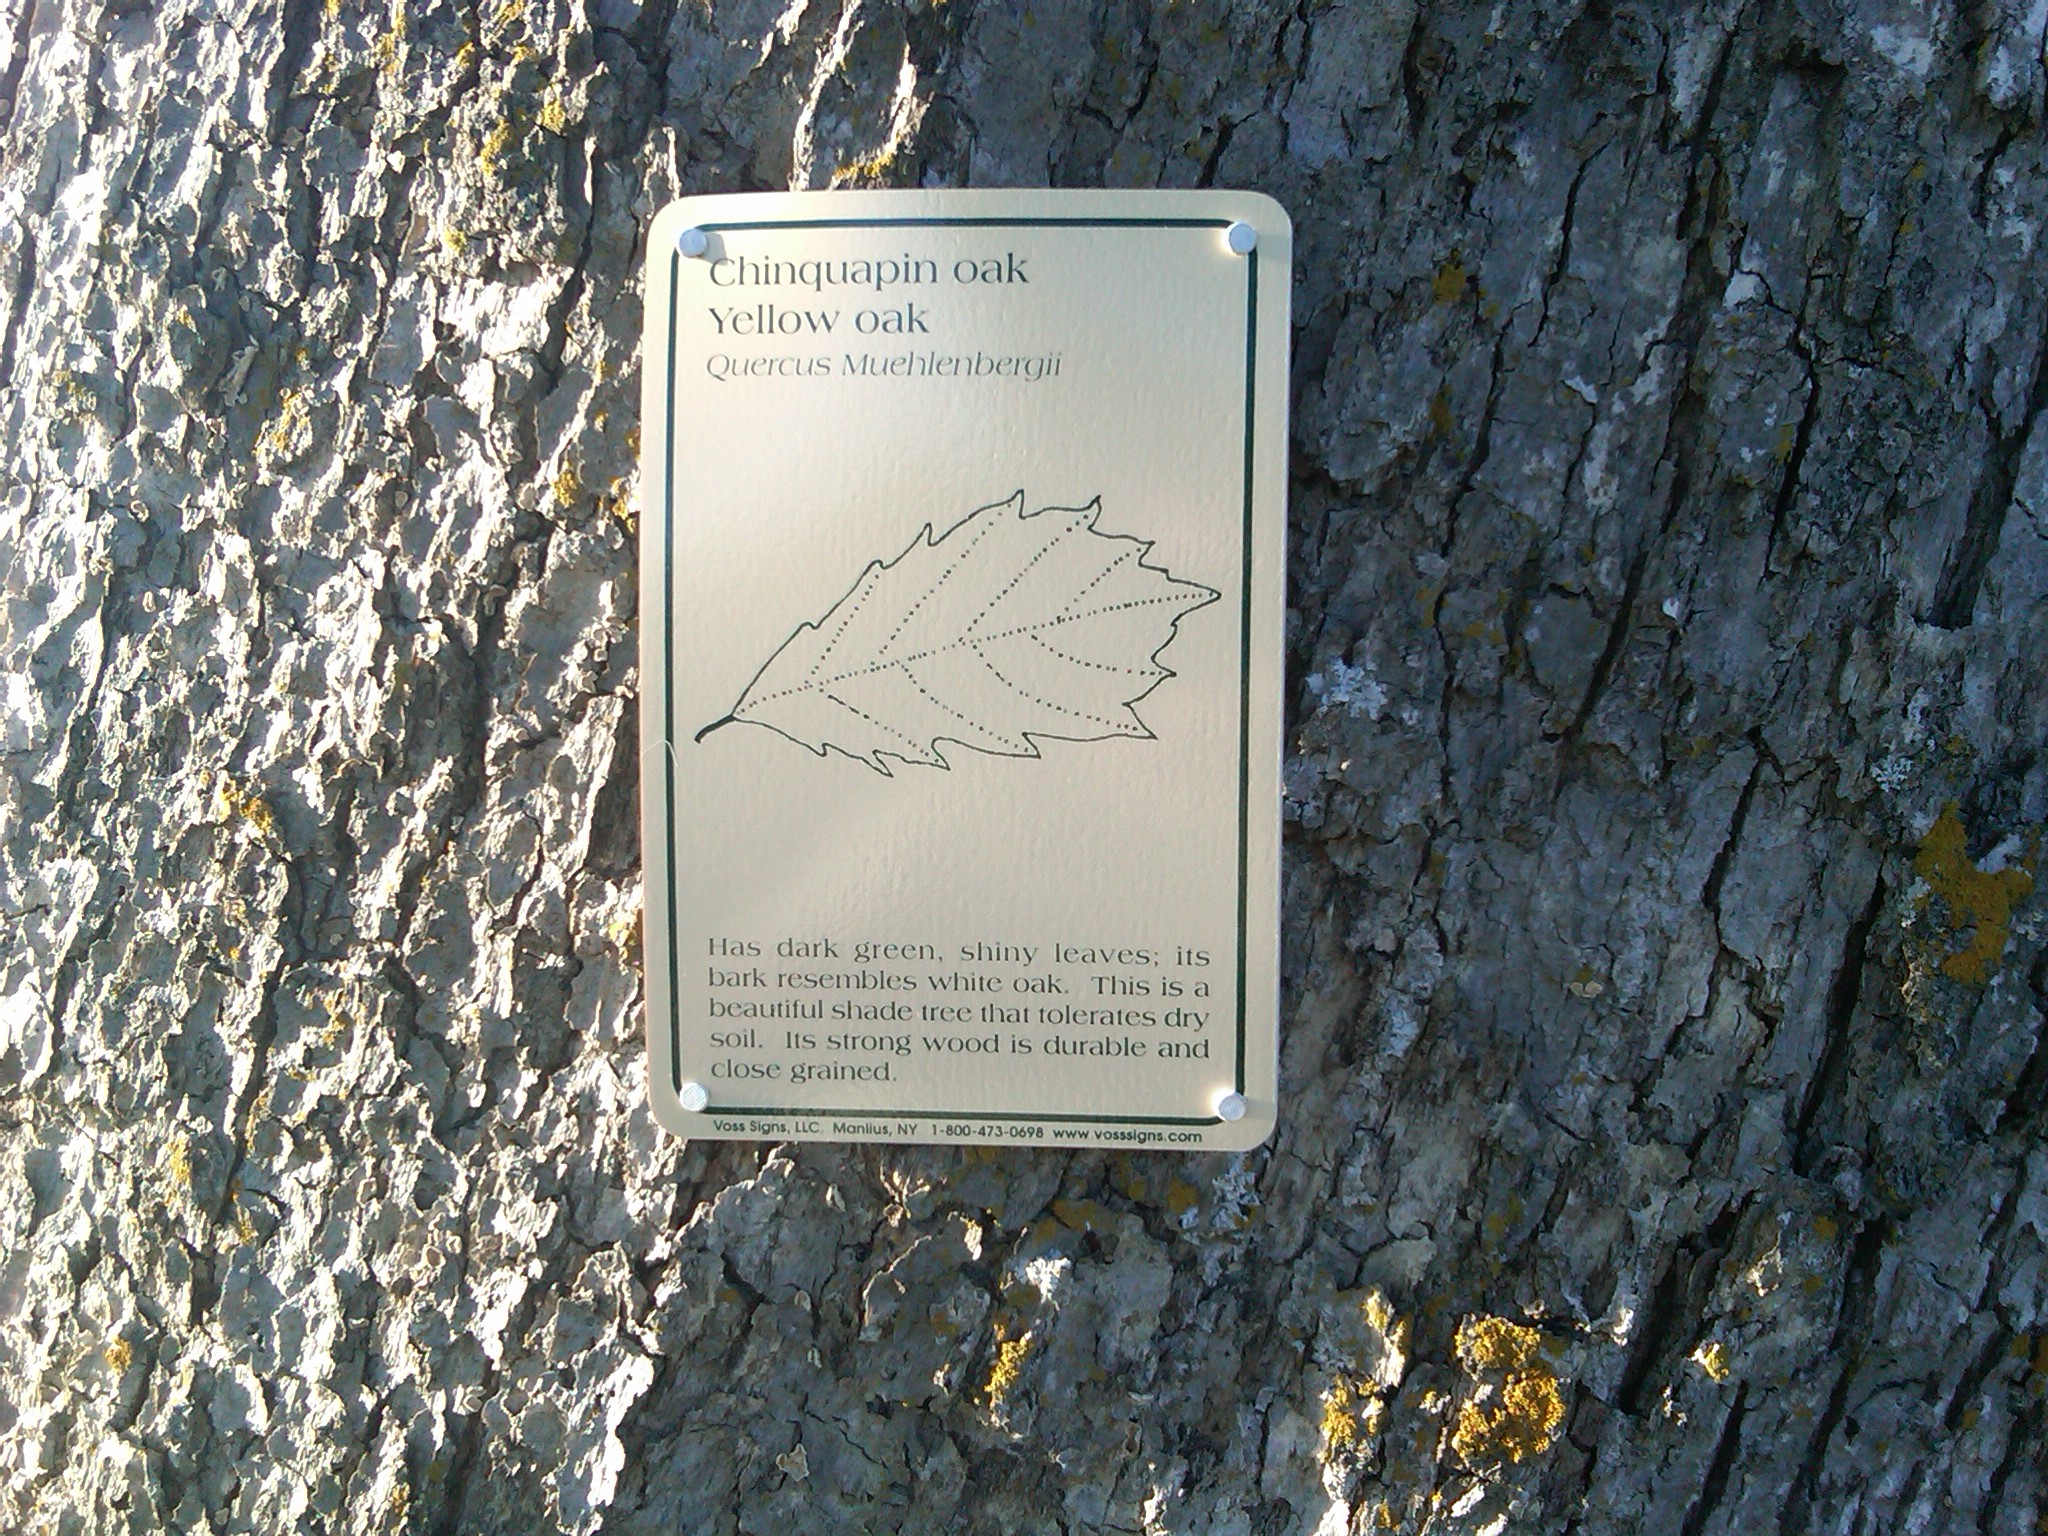 Chinquapin oak
Yellow oak
Quercus Muehlenbergii
Has dark green, shiny leaves; its
bark resembles white oak. This is a
beautiful shade tree that tolerates dry
soil. Its strong wood is durable and
close grained.
Voss Signs, LLC. Manlius, NY 1-800-473-0698 www.vosssigns.com